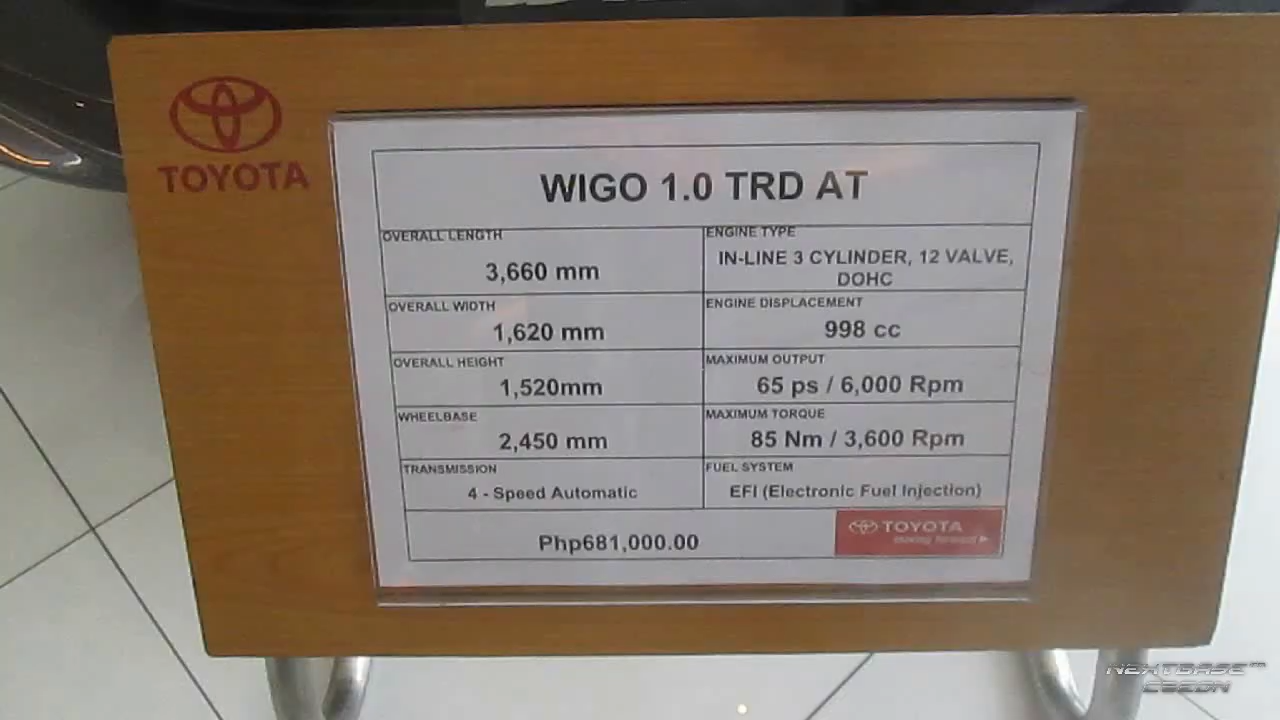 TOYOTA
WIGO 1.0 TRD AT
OVERALL LENGTH
3,660 mm
ENGINE TYPE
IN-LINE 3 CYLINDER, 12 VALVE,
DOHC
OVERALL WIDTH
1,620 mm
ENGINE DISPLACEMENT
998 cc
OVERALL HEIGHT
1,520mm
MAXIMUM OUTPUT
65 ps / 6,000 Rpm
WHEELBASE
2,450 mm
MAXIMUM TORQUE
85 Nm / 3,600 Rpm
TRANSMISSION
4 - Speed Automatic
FUEL SYSTEM
EFI (Electronic Fuel Injection)
Php681,000.00
TOYOTA
moving forward
NEXTBASE™